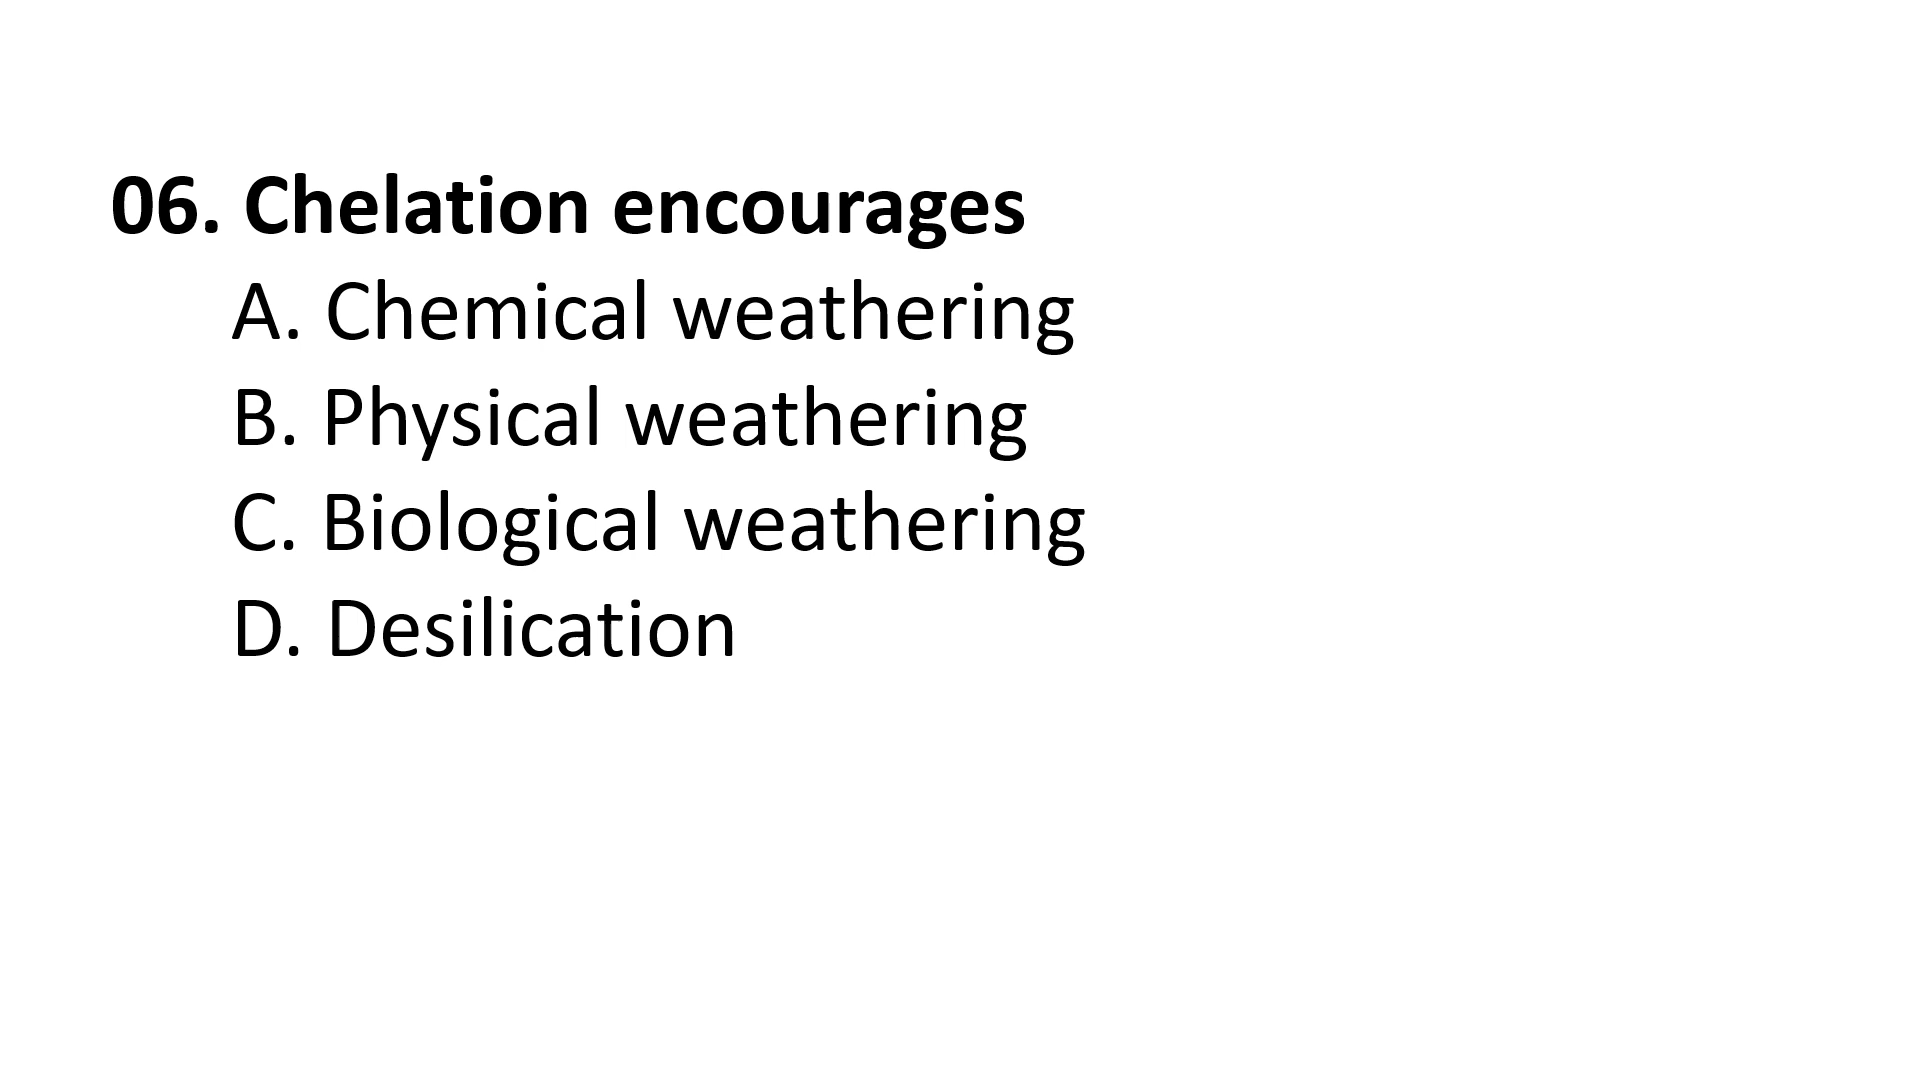 06. Chelation encourages
A. Chemical weathering
B. Physical weathering
C. Biological weathering
D. Desilication